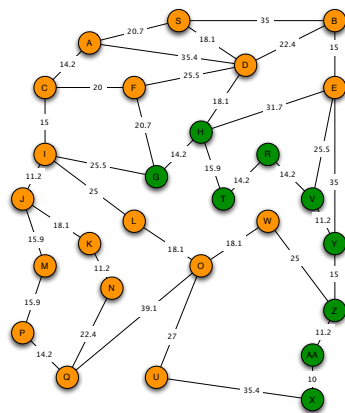 S
35
B
20.7
18.1
A
22.4
15
35.4
D
14.2
25.5
C
20
F
E
18.1
31.7
15
20.7
H
I
14.2
R
25.5
G
15.9
14.2
14.2
25.5
35
11.2
25
J
T
V
18.1
L
W
11.2
K
Y
15.9
18.1
18.1
M
11.2
O
25
15
N
15.9
39.1
Z
P
22.4
27
11.2
14.2
AA
Q
U
10
35.4
X